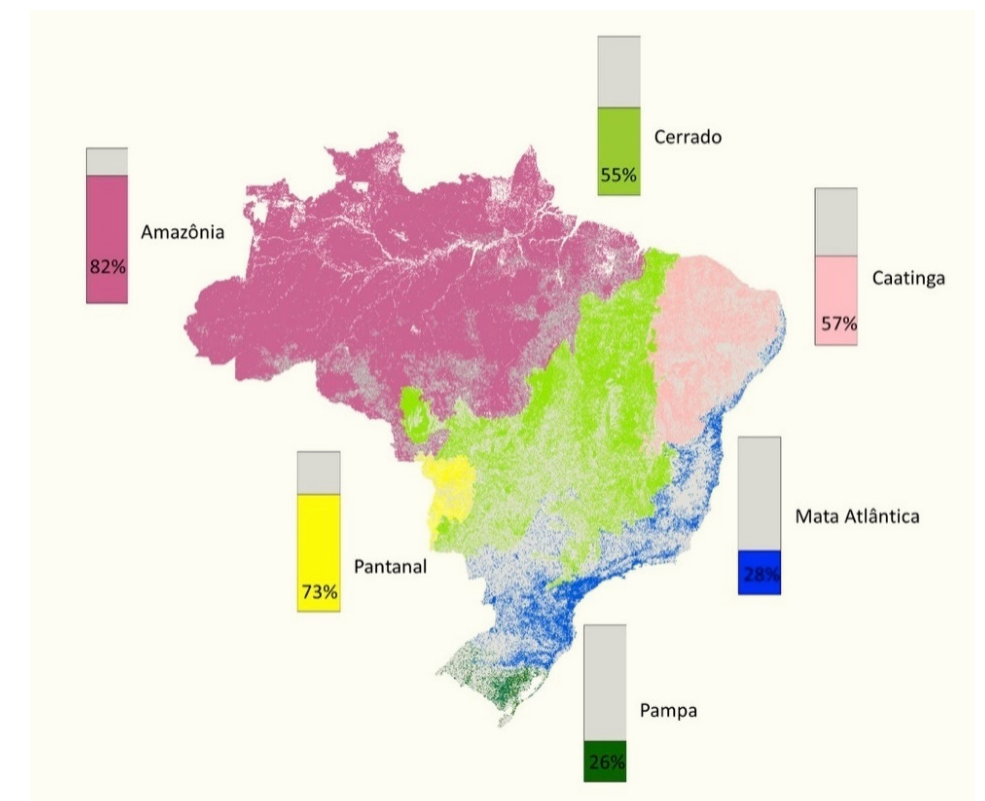 Cerrado
55%
Amazônia
82%
Caatinga
57%
Mata Atlântica
28%
Pantanal
73%
Pampa
26%